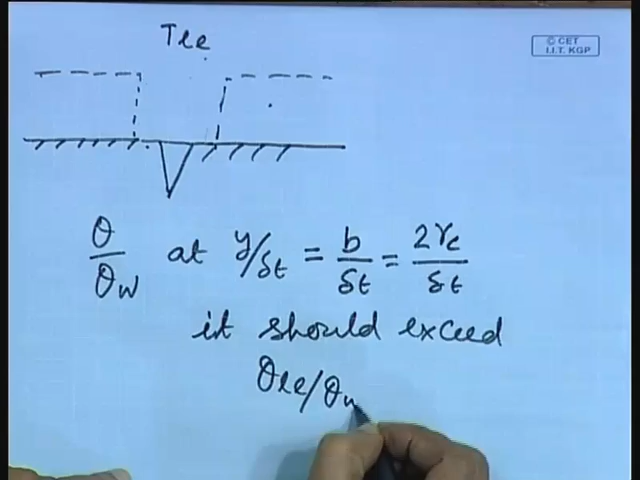 Tle
© CET
I.I.T. KGP
θ/θw at y/δt = b/δt = 2rc/δt
it should exceed
θle/θw